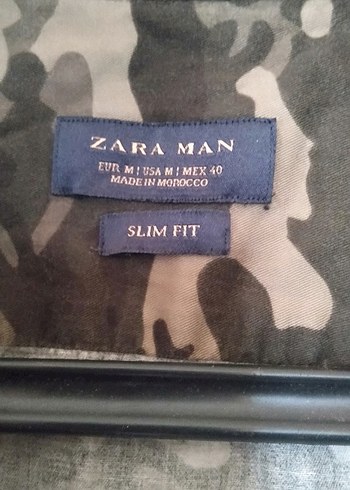 ZARA MAN
EUR M | USA M | MEX 40
MADE IN MOROCCO
SLIM FIT